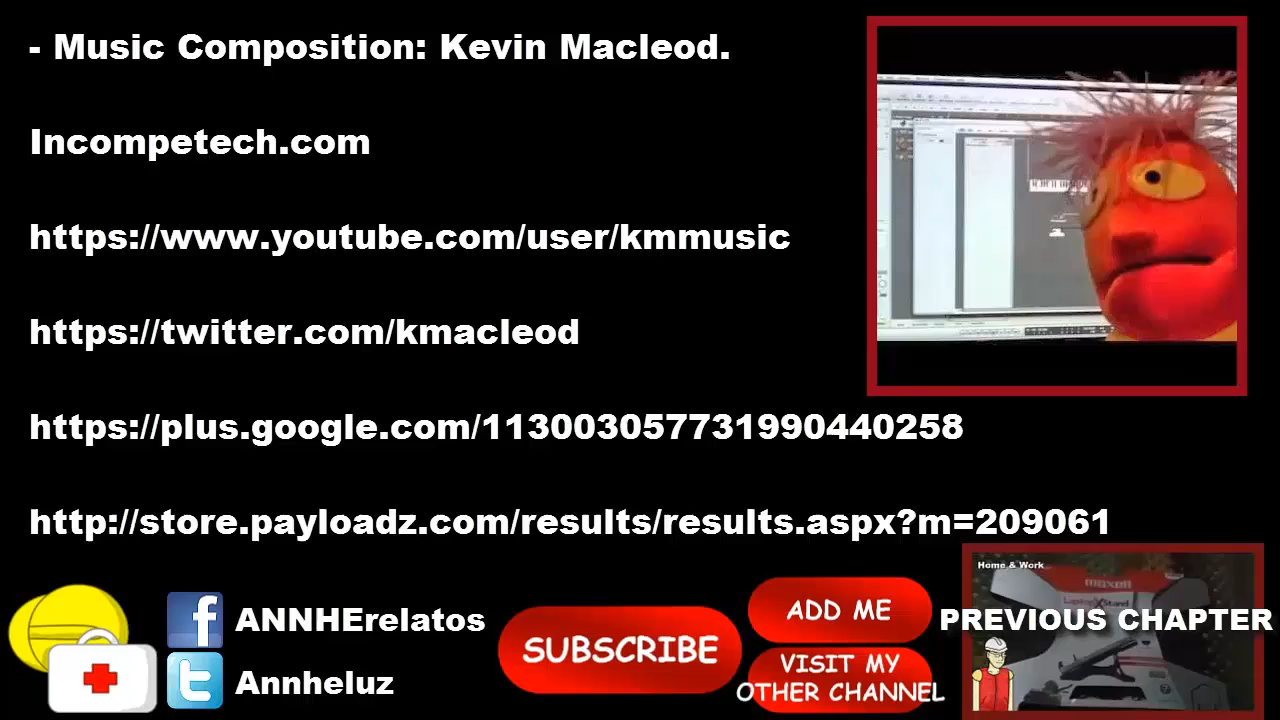 - Music Composition: Kevin Macleod.
Incompetech.com
https://www.youtube.com/user/kmmusic
https://twitter.com/kmacleod
https://plus.google.com/113003057731990440258
http://store.payloadz.com/results/results.aspx?m=209061
Home & Work
maxell
Laptop Stand
f ANNHErelatos
t Annheluz
SUBSCRIBE
ADD ME
VISIT MY
OTHER CHANNEL
PREVIOUS CHAPTER